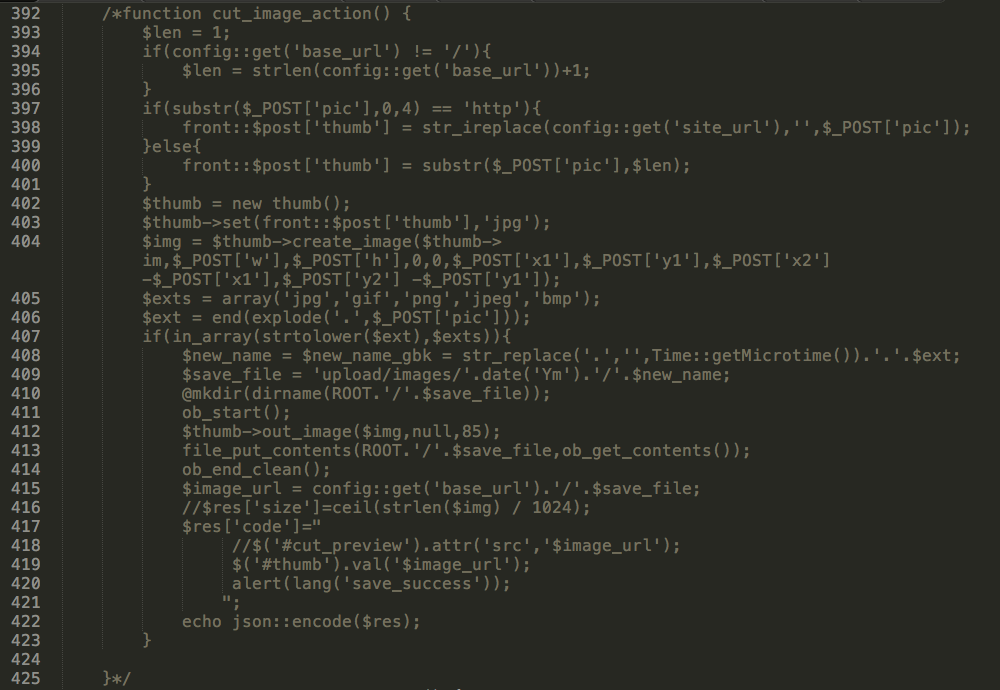 392 /*function cut_image_action() {
393 $len = 1;
394 if(config::get('base_url') != '/'){
395 $len = strlen(config::get('base_url'))+1;
396 }
397 if(substr($_POST['pic'],0,4) == 'http'){
398 front::$post['thumb'] = str_ireplace(config::get('site_url'),'',$_POST['pic']);
399 }else{
400 front::$post['thumb'] = substr($_POST['pic'],$len);
401 }
402 $thumb = new thumb();
403 $thumb->set(front::$post['thumb'],'jpg');
404 $img = $thumb->create_image($thumb->
im,$_POST['w'],$_POST['h'],0,0,$_POST['x1'],$_POST['y1'],$_POST['x2']
-$_POST['x1'],$_POST['y2'] -$_POST['y1']);
405 $exts = array('jpg','gif','png','jpeg','bmp');
406 $ext = end(explode('.',$_POST['pic']));
407 if(in_array(strtolower($ext),$exts)){
408 $new_name = $new_name_gbk = str_replace('.','',Time::getMicrotime()).'.'.$ext;
409 $save_file = 'upload/images/'.date('Ym').'/'.$new_name;
410 @mkdir(dirname(ROOT.'/'.$save_file));
411 ob_start();
412 $thumb->out_image($img,null,85);
413 file_put_contents(ROOT.'/'.$save_file,ob_get_contents());
414 ob_end_clean();
415 $image_url = config::get('base_url').'/'.$save_file;
416 //$res['size']=ceil(strlen($img) / 1024);
417 $res['code']="
418 //$('#cut_preview').attr('src','$image_url');
419 $('#thumb').val('$image_url');
420 alert(lang('save_success'));
421 ";
422 echo json::encode($res);
423 }
424
425 }*/